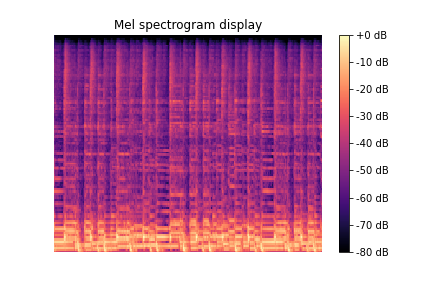 Mel spectrogram display
+0 dB
-10 dB
-20 dB
-30 dB
-40 dB
-50 dB
-60 dB
-70 dB
-80 dB